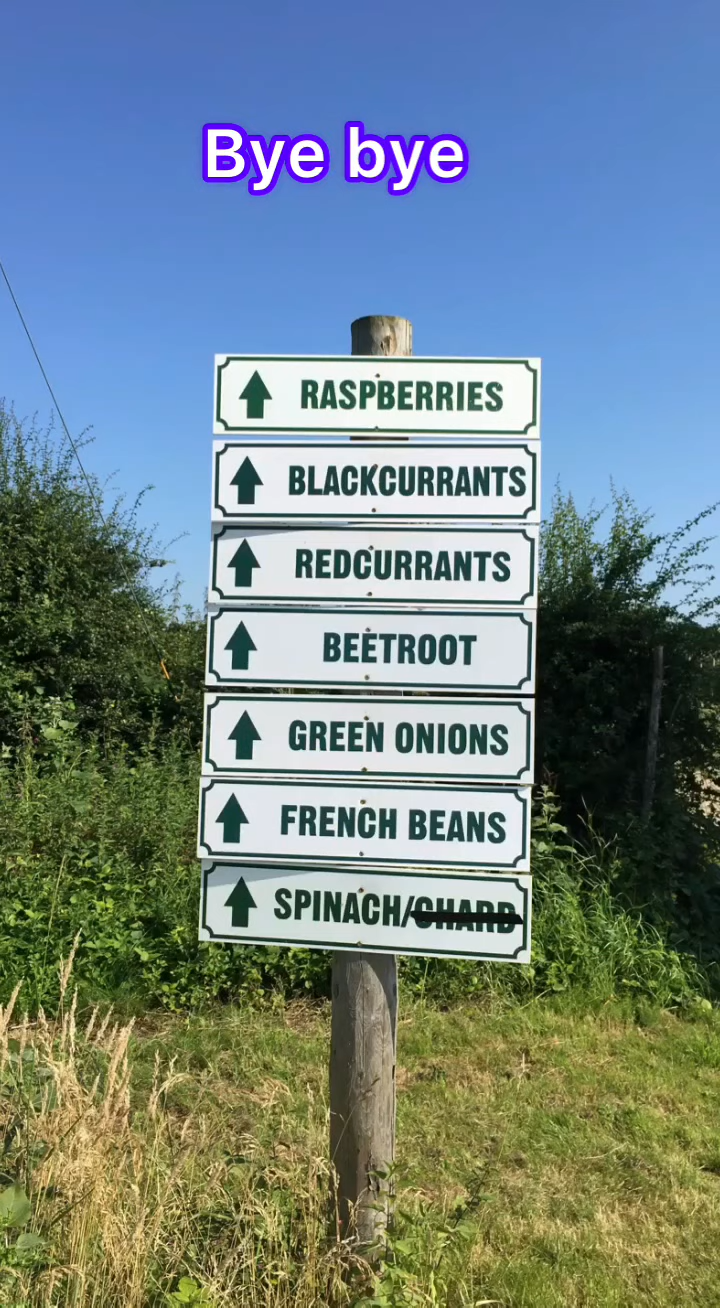 Bye bye
RASPBERRIES
BLACKCURRANTS
REDCURRANTS
BEETROOT
GREEN ONIONS
FRENCH BEANS
SPINACH/CHARD